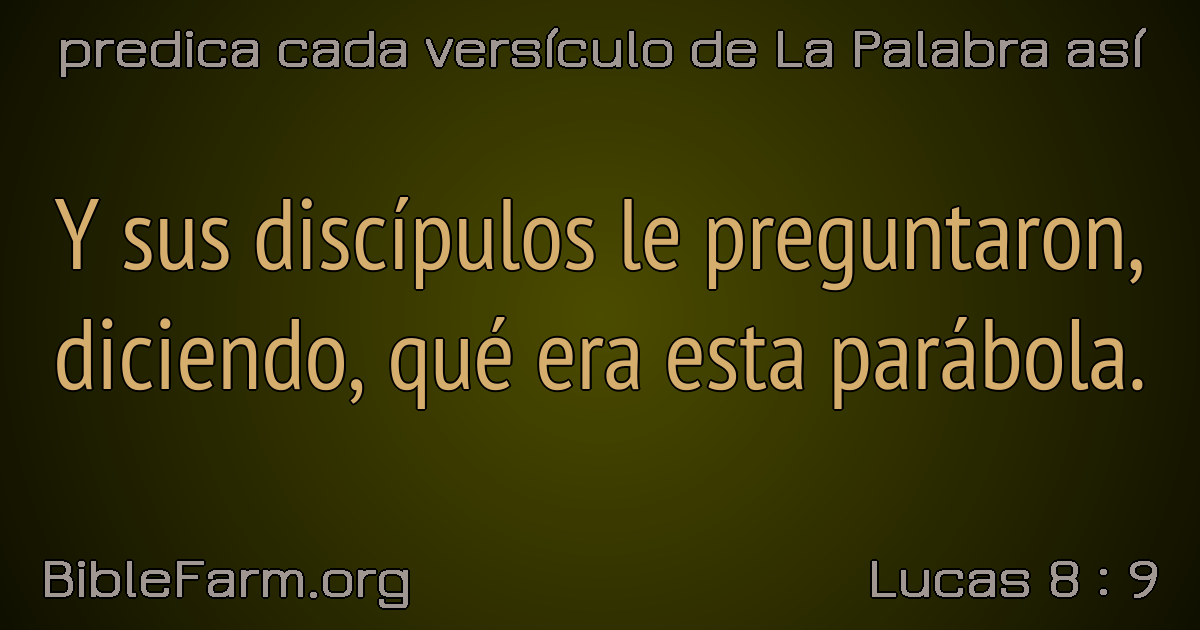 predica cada versículo de La Palabra así
Y sus discípulos le preguntaron,
diciendo, qué era esta parábola.
BibleFarm.org
Lucas 8 : 9